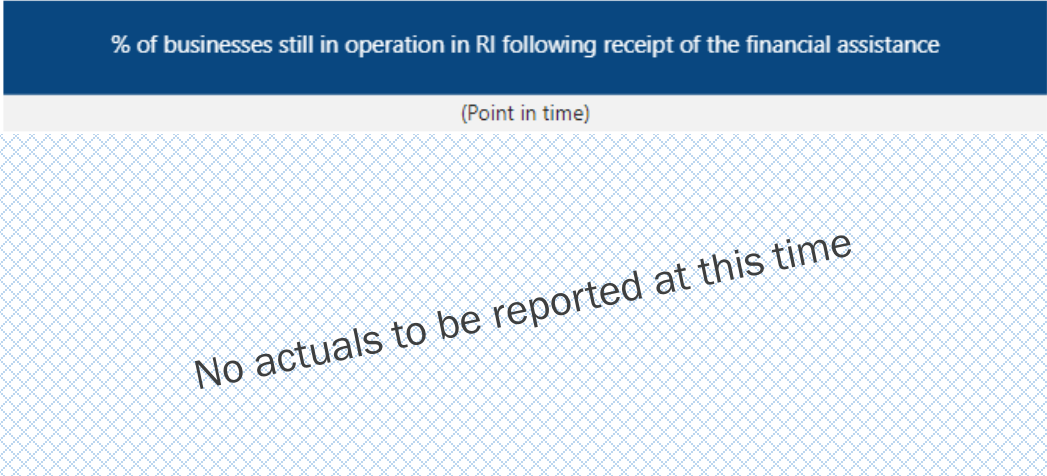 % of businesses still in operation in RI following receipt of the financial assistance
(Point in time)
No actuals to be reported at this time